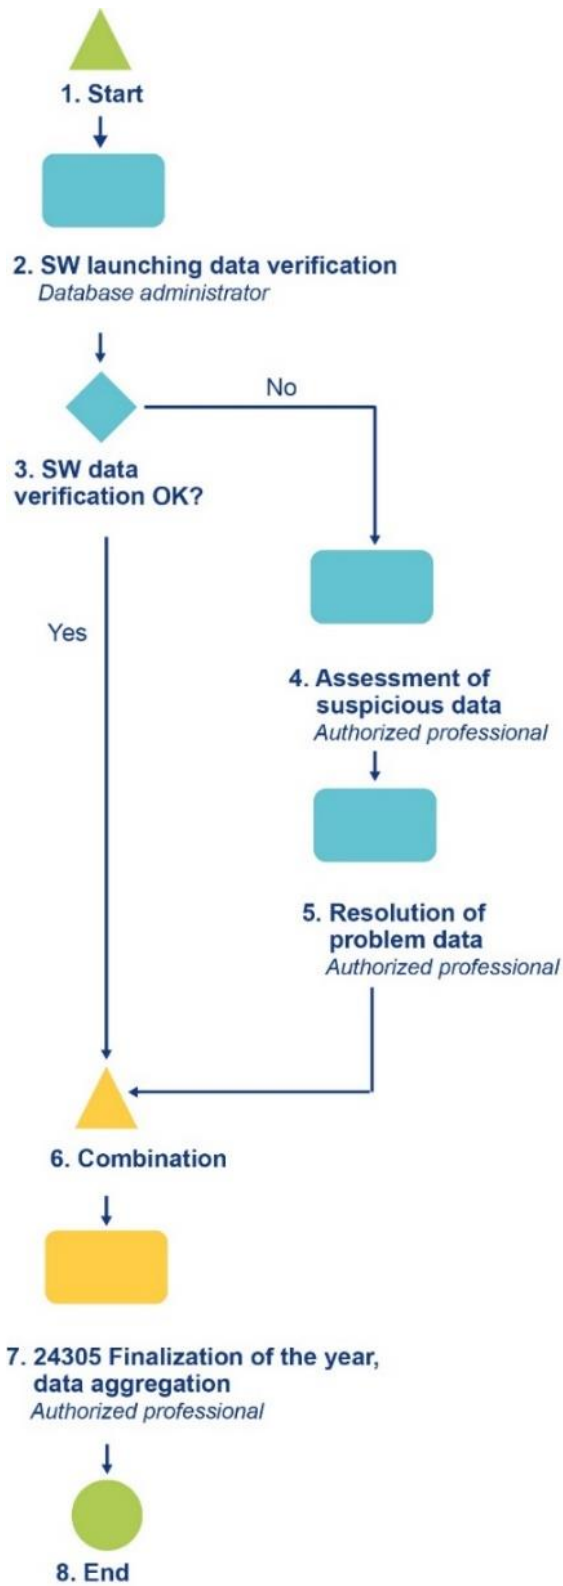 1. Start
2. SW launching data verification
Database administrator
No
3. SW data
verification OK?
Yes
4. Assessment of
suspicious data
Authorized professional
5. Resolution of
problem data
Authorized professional
6. Combination
7. 24305 Finalization of the year,
data aggregation
Authorized professional
8. End